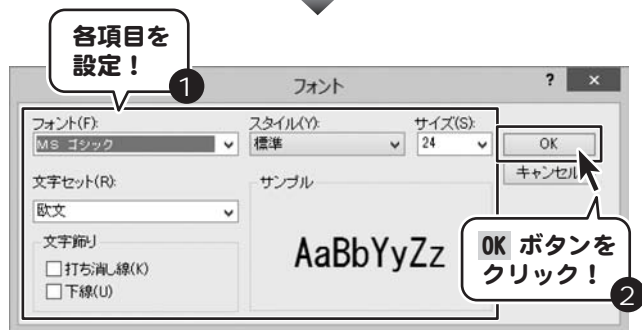 各項目を
設定！
1
フォント
?
×
フォント(F):
MS ゴシック
スタイル(Y):
標準
サイズ(S):
24
OK
キャンセル
文字セット(R):
欧文
サンプル
AaBbYyZz
文字飾り
打ち消し線(K)
下線(U)
OK ボタンを
クリック！
2